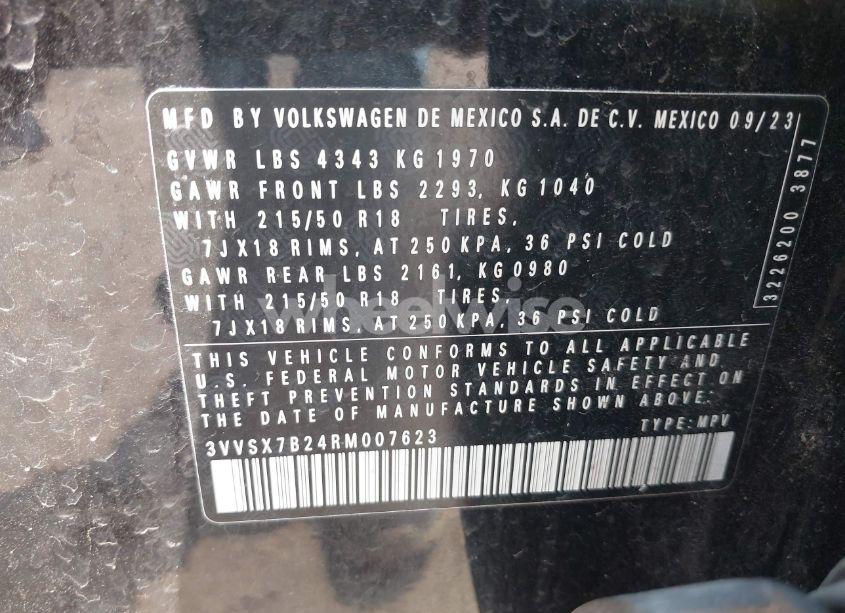 MFD BY VOLKSWAGEN DE MEXICO S.A. DE C.V. MEXICO 09/23
GVWR LBS 4343 KG 1970
GAWR FRONT LBS 2293, KG 1040
WITH 215/50 R18 TIRES,
7JX18 RIMS, AT 250 KPA, 36 PSI COLD
GAWR REAR LBS 2161, KG 0980
WITH 215/50 R18 TIRES,
7JX18 RIMS, AT 250 KPA, 36 PSI COLD
THIS VEHICLE CONFORMS TO ALL APPLICABLE
U.S. FEDERAL MOTOR VEHICLE SAFETY AND
THEFT PREVENTION STANDARDS IN EFFECT ON
THE DATE OF MANUFACTURE SHOWN ABOVE.
TYPE: MPV
3VVSX7B24RM007623
3226200 3877
wheelwise